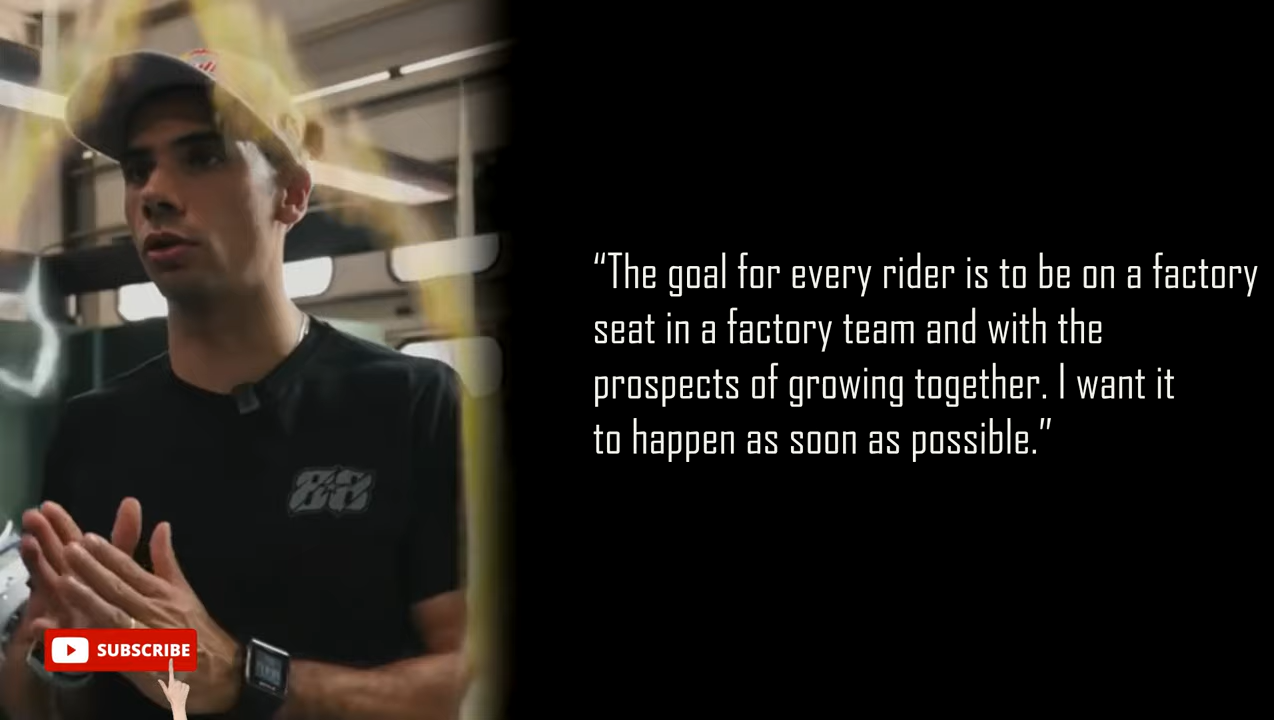 “The goal for every rider is to be on a factory
seat in a factory team and with the
prospects of growing together. I want it
to happen as soon as possible.”
88
SUBSCRIBE